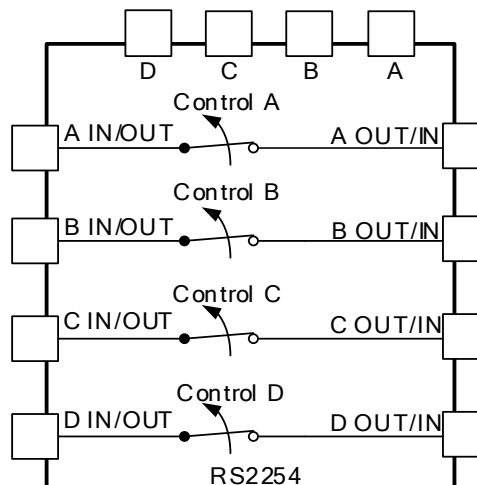 D C B A
Control A
A IN/OUT A OUT/IN
Control B
B IN/OUT B OUT/IN
Control C
C IN/OUT C OUT/IN
Control D
D IN/OUT D OUT/IN
RS2254